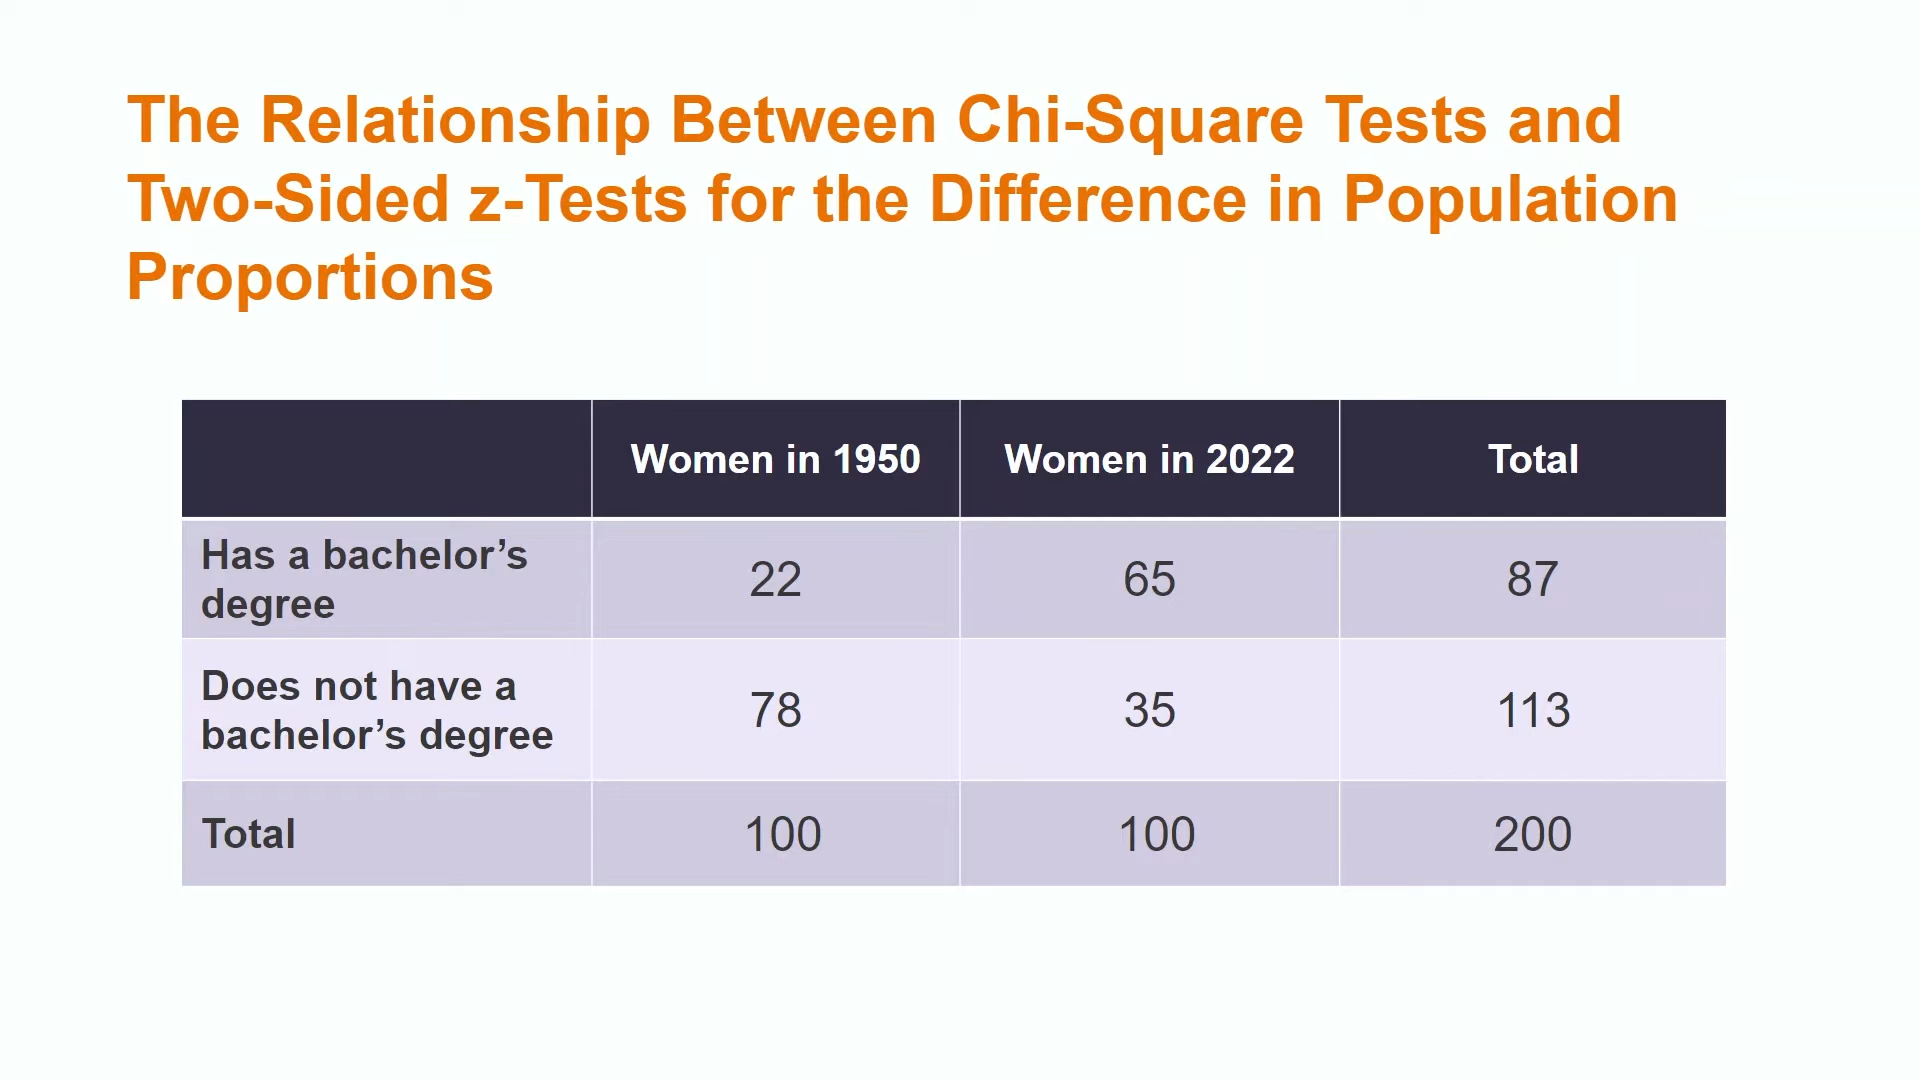 The Relationship Between Chi-Square Tests and
Two-Sided z-Tests for the Difference in Population
Proportions
Women in 1950 Women in 2022 Total
Has a bachelor’s
degree
22 65 87
Does not have a
bachelor’s degree
78 35 113
Total 100 100 200